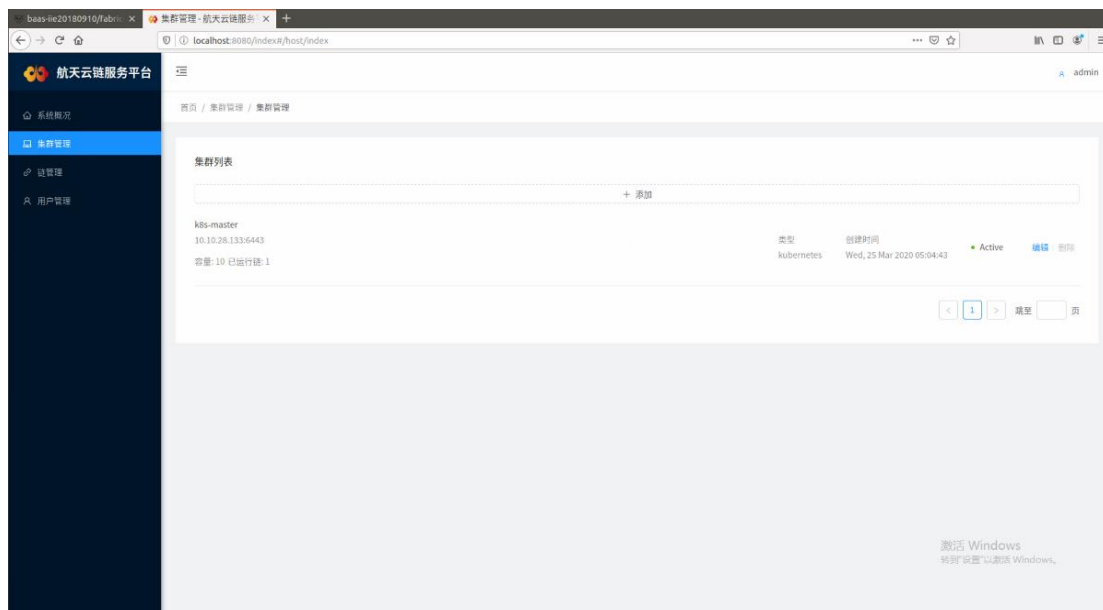 baas-iie20180910/fabric
集群管理 - 航天云链服务
localhost:8080/index#/host/index
航天云链服务平台
admin
首页 / 集群管理 / 集群管理
系统概况
集群管理
链管理
用户管理
集群列表
+ 添加
k8s-master
10.10.28.133:6443
容量: 10 已运行链: 1
类型
kubernetes
创建时间
Wed, 25 Mar 2020 05:04:43
Active
编辑 删除
< 1 > 跳至 页
激活 Windows
转到"设置"以激活 Windows。